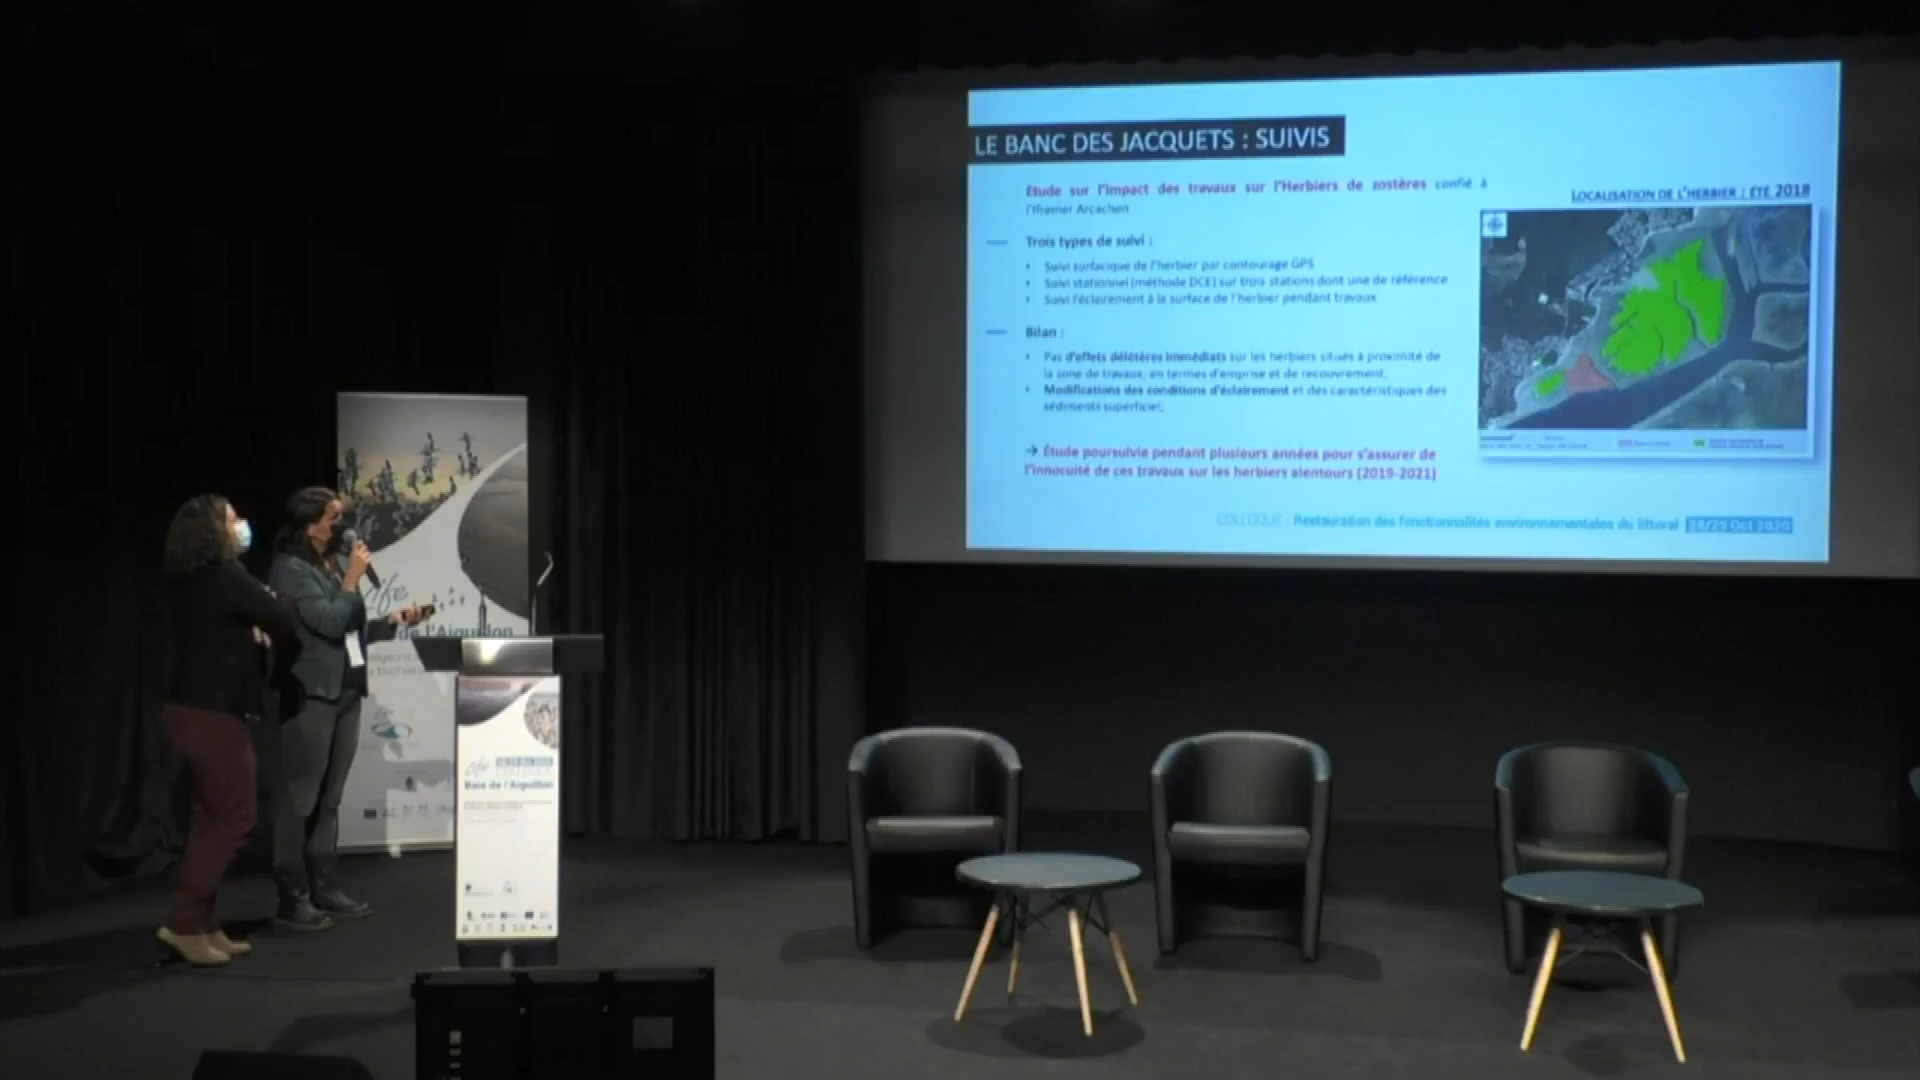 LE BANC DES JACQUETS : SUIVIS
Etude sur l'impact des travaux sur l'Herbiers de zostères confié à
l'Ifremer Arcachon
LOCALISATION DE L'HERBIER : ÉTÉ 2018
Trois types de suivi :
• Suivi surfacique de l'herbier par contourage GPS
• Suivi stationnel (méthode DCE) sur trois stations dont une de référence
• Suivi l'éclairement à la surface de l'herbier pendant travaux
Bilan :
• Pas d'effets délétères immédiats sur les herbiers situés à proximité de
la zone de travaux, en termes d'emprise et de recouvrement.
• Modifications des conditions d'éclairement et des caractéristiques des
sédiments superficiel;
→ Étude poursuivie pendant plusieurs années pour s'assurer de
l'innocuité de ces travaux sur les herbiers alentours (2019-2021)
COLLOQUE : Restauration des fonctionnalités environnementales du littoral 28/29 Oct 2020
life
de l'Aiguillon
life
COLLOQUE
Baie de l'Aiguillon